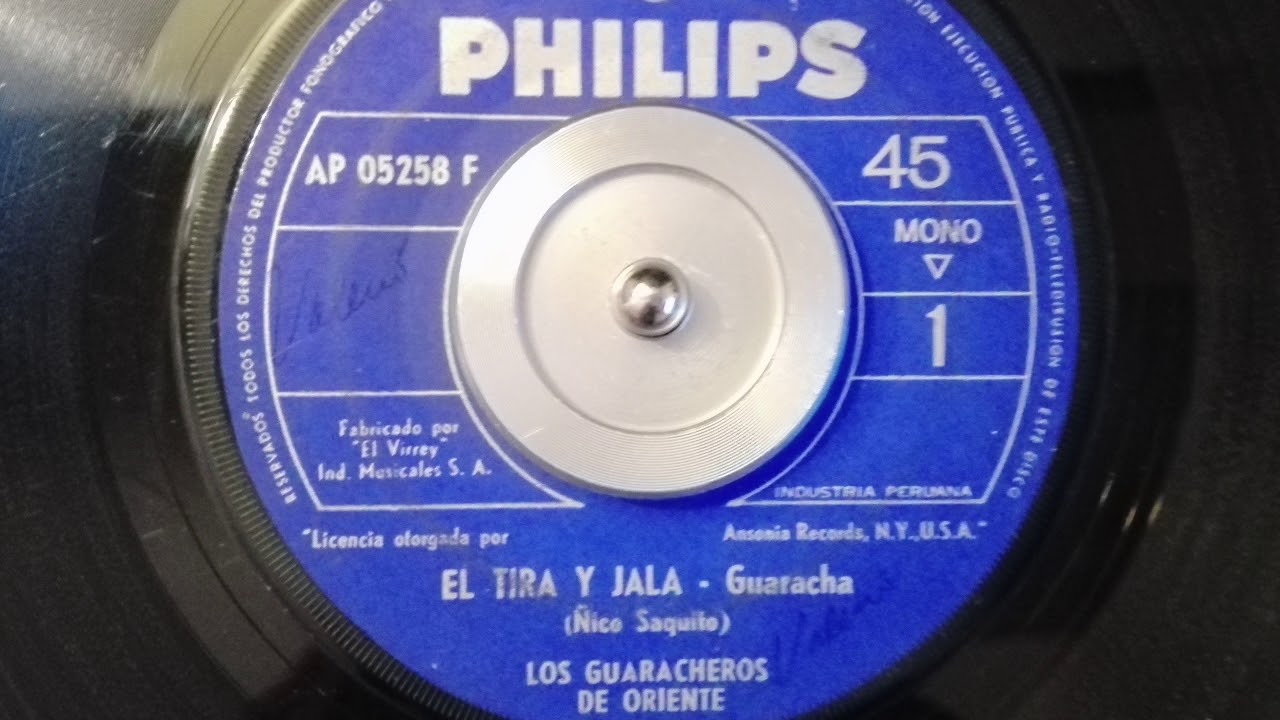 PHILIPS
AP 05258 F
45
MONO
1
Fabricado por
"El Virrey"
Ind. Musicales S. A.
INDUSTRIA PERUANA
"Licencia otorgada por Ansonia Records, N.Y., U.S.A."
EL TIRA Y JALA - Guaracha
(Ñico Saquito)
LOS GUARACHEROS
DE ORIENTE
RESERVADOS TODOS LOS DERECHOS DEL PRODUCTOR FONOGRAFICO
EJECUCION PUBLICA Y RADIO-TELEDIFUSION DE ESTE DISCO